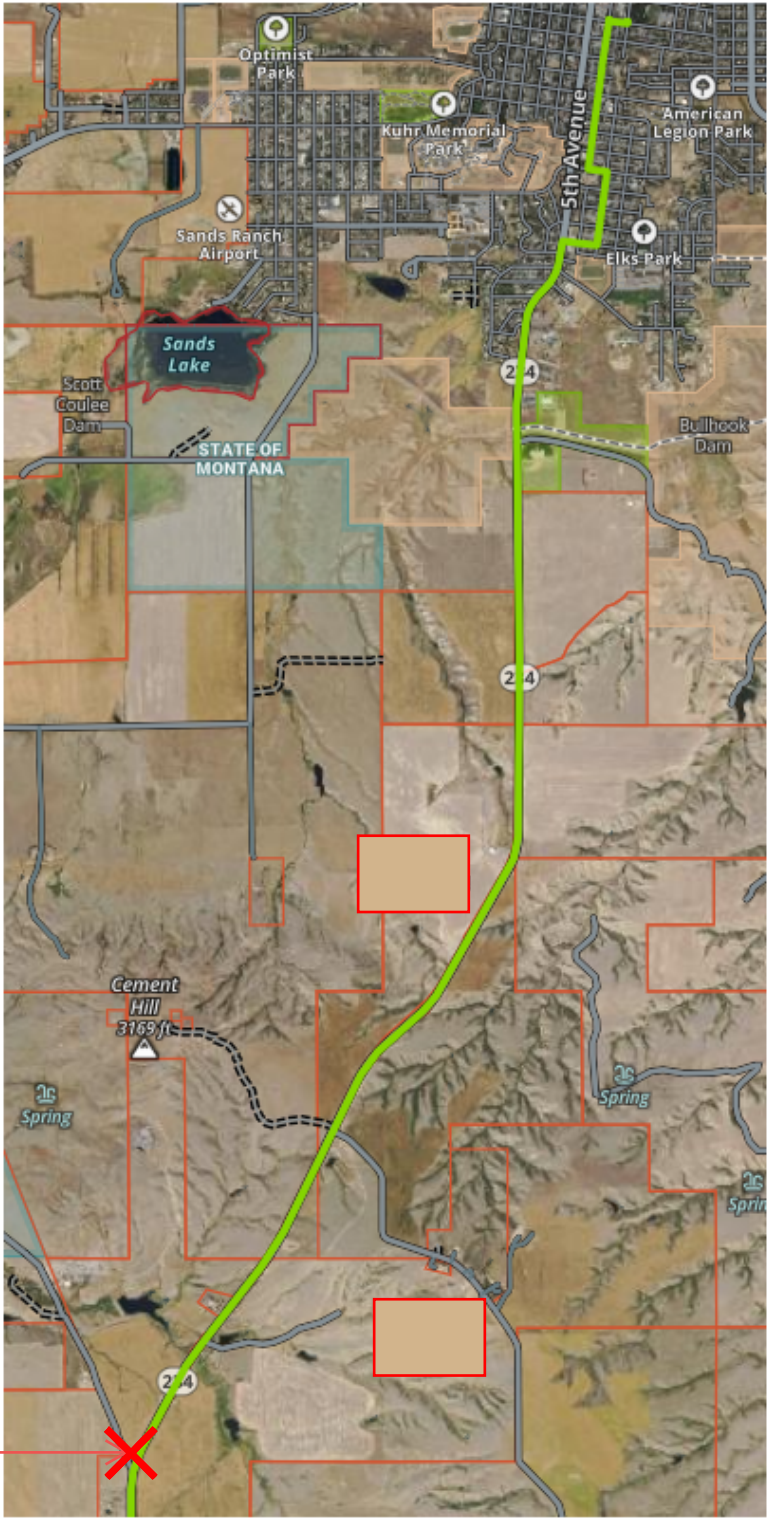 Optimist
Park
5th Avenue
American
Legion Park
Kuhr Memorial
Park
Sands Ranch
Airport
Elks Park
Sands
Lake
234
Scott
Coulee
Dam
Bullhook
Dam
STATE OF
MONTANA
234
Cement
Hill
3169 ft
Spring
Spring
Sprin
234